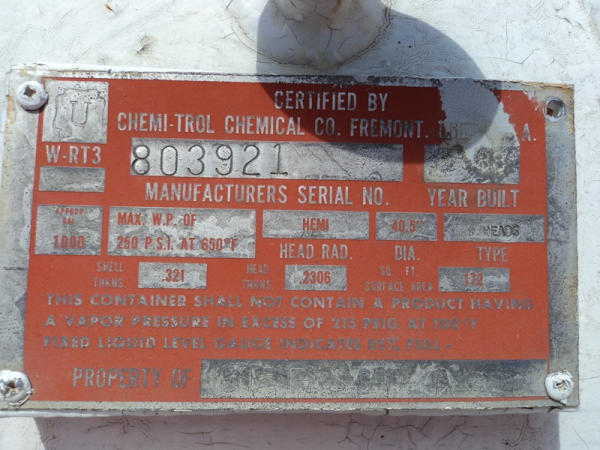 U
CERTIFIED BY
CHEMI-TROL CHEMICAL CO. FREMONT, A.
W-RT3
803921
MANUFACTURERS SERIAL NO. YEAR BUILT
APPROX. GAL. 1000
MAX. W.P. OF
250 P.S.I. AT 650°F
HEMI
HEAD RAD.
40.5"
DIA.
HEADS
TYPE
SHELL THKNS. .321
HEAD THKNS. .2306
SQ. FT. SURFACE AREA 172
THIS CONTAINER SHALL NOT CONTAIN A PRODUCT HAVING
A VAPOR PRESSURE IN EXCESS OF 215 PSIG AT 100°F
FIXED LIQUID LEVEL GAUGE INDICATES 85% FULL -
PROPERTY OF